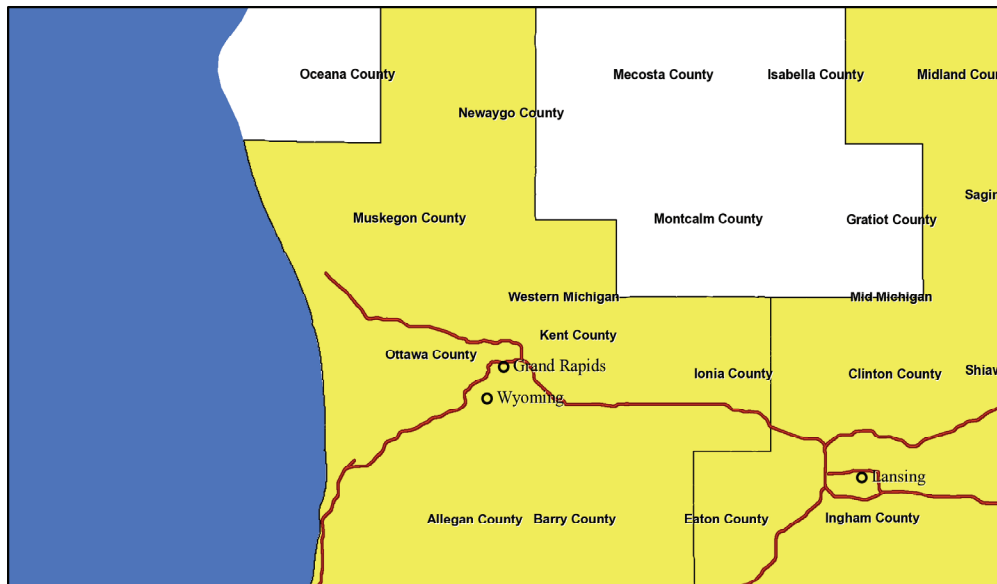 Oceana County
Mecosta County
Isabella County
Midland Coun
Newaygo County
Sagin
Muskegon County
Montcalm County
Gratiot County
Western Michigan
Mid-Michigan
Kent County
Ottawa County
Grand Rapids
Ionia County
Clinton County
Shiaw
Wyoming
Lansing
Allegan County
Barry County
Eaton County
Ingham County